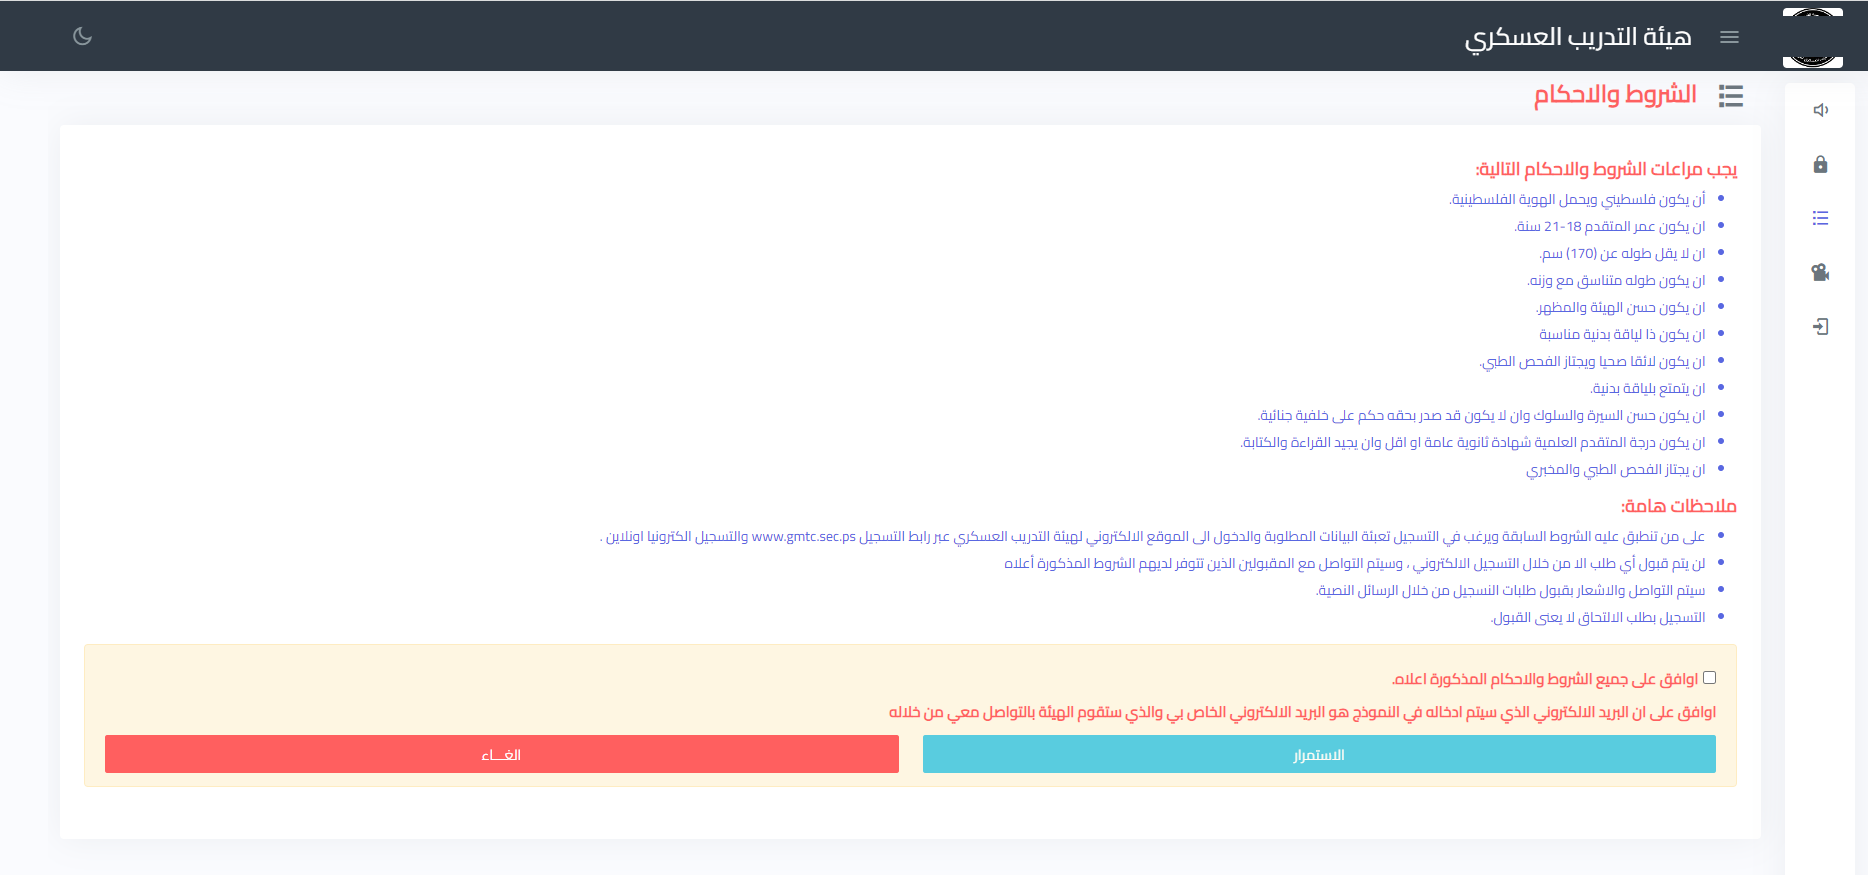 هيئة التدريب العسكري
الشروط والاحكام
يجب مراعات الشروط والاحكام التالية:
أن يكون فلسطيني ويحمل الهوية الفلسطينية.
ان يكون عمر المتقدم 18-21 سنة.
ان لا يقل طوله عن (170) سم.
ان يكون طوله متناسق مع وزنه.
ان يكون حسن الهيئة والمظهر.
ان يكون ذا لياقة بدنية مناسبة
ان يكون لائقا صحيا ويجتاز الفحص الطبي.
ان يتمتع بلياقة بدنية.
ان يكون حسن السيرة والسلوك وان لا يكون قد صدر بحقه حكم على خلفية جنائية.
ان يكون درجة المتقدم العلمية شهادة ثانوية عامة او اقل وان يجيد القراءة والكتابة.
ان يجتاز الفحص الطبي والمخبري
ملاحظات هامة:
على من تنطبق عليه الشروط السابقة ويرغب في التسجيل تعبئة البيانات المطلوبة والدخول الى الموقع الالكتروني لهيئة التدريب العسكري عبر رابط التسجيل www.gmtc.sec.ps والتسجيل الكترونيا اونلاين .
لن يتم قبول أي طلب الا من خلال التسجيل الالكتروني ، وسيتم التواصل مع المقبولين الذين تتوفر لديهم الشروط المذكورة أعلاه
سيتم التواصل والاشعار بقبول طلبات التسجيل من خلال الرسائل النصية.
التسجيل بطلب الالتحاق لا يعنى القبول.
اوافق على جميع الشروط والاحكام المذكورة اعلاه.
اوافق على ان البريد الالكتروني الذي سيتم ادخاله في النموذج هو البريد الالكتروني الخاص بي والذي ستقوم الهيئة بالتواصل معي من خلاله
الاستمرار
الغـــاء